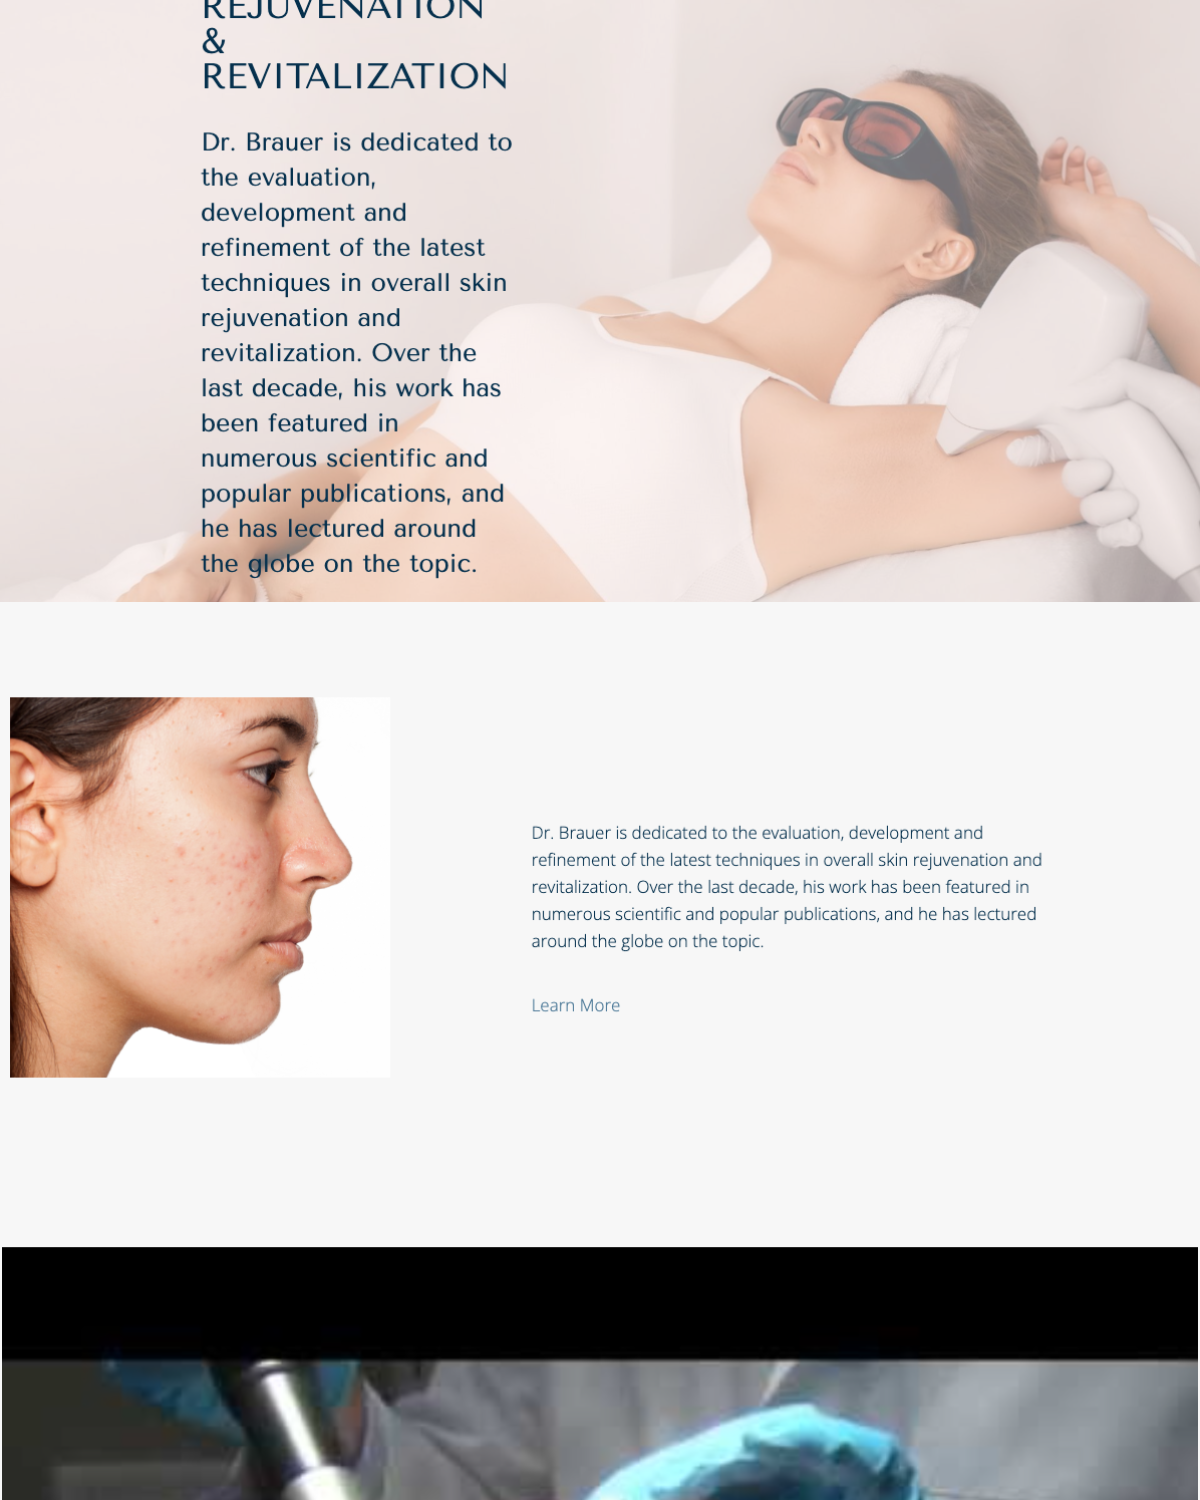 REJUVENATION
&
REVITALIZATION
Dr. Brauer is dedicated to
the evaluation,
development and
refinement of the latest
techniques in overall skin
rejuvenation and
revitalization. Over the
last decade, his work has
been featured in
numerous scientific and
popular publications, and
he has lectured around
the globe on the topic.
Dr. Brauer is dedicated to the evaluation, development and
refinement of the latest techniques in overall skin rejuvenation and
revitalization. Over the last decade, his work has been featured in
numerous scientific and popular publications, and he has lectured
around the globe on the topic.
Learn More